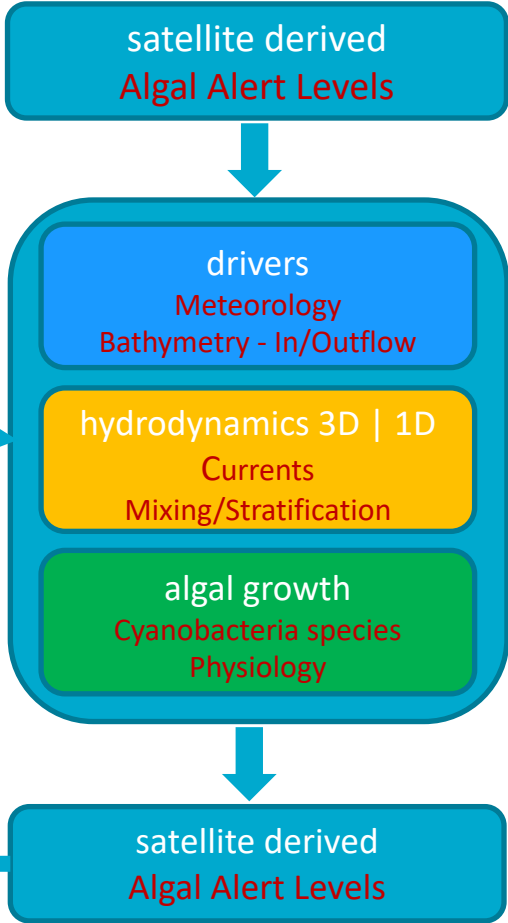 satellite derived
Algal Alert Levels
drivers
Meteorology
Bathymetry - In/Outflow
hydrodynamics 3D | 1D
Currents
Mixing/Stratification
algal growth
Cyanobacteria species
Physiology
satellite derived
Algal Alert Levels